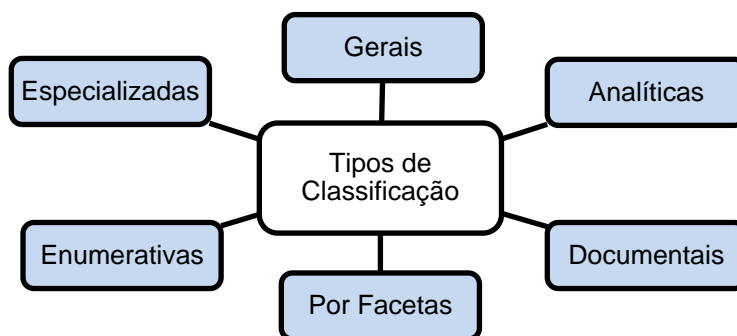 Gerais
Especializadas
Analíticas
Tipos de
Classificação
Enumerativas
Documentais
Por Facetas